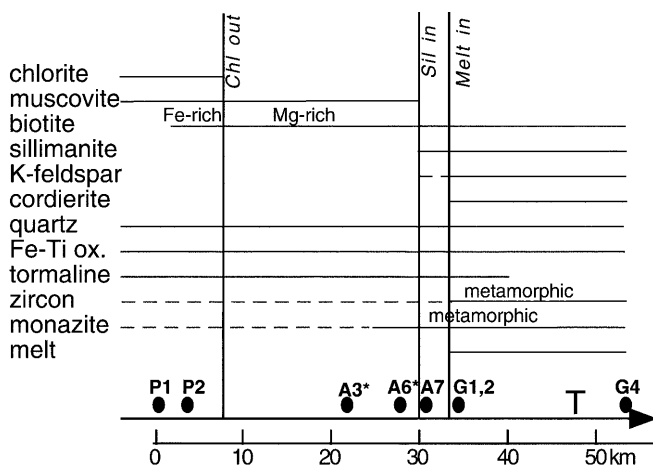 Chl out
Sil in
Melt in
chlorite
muscovite
Fe-rich Mg-rich
biotite
sillimanite
K-feldspar
cordierite
quartz
Fe-Ti ox.
tormaline
zircon metamorphic
monazite metamorphic
melt
P1 P2 A3* A6* A7 G1,2 T G4
0 10 20 30 40 50km